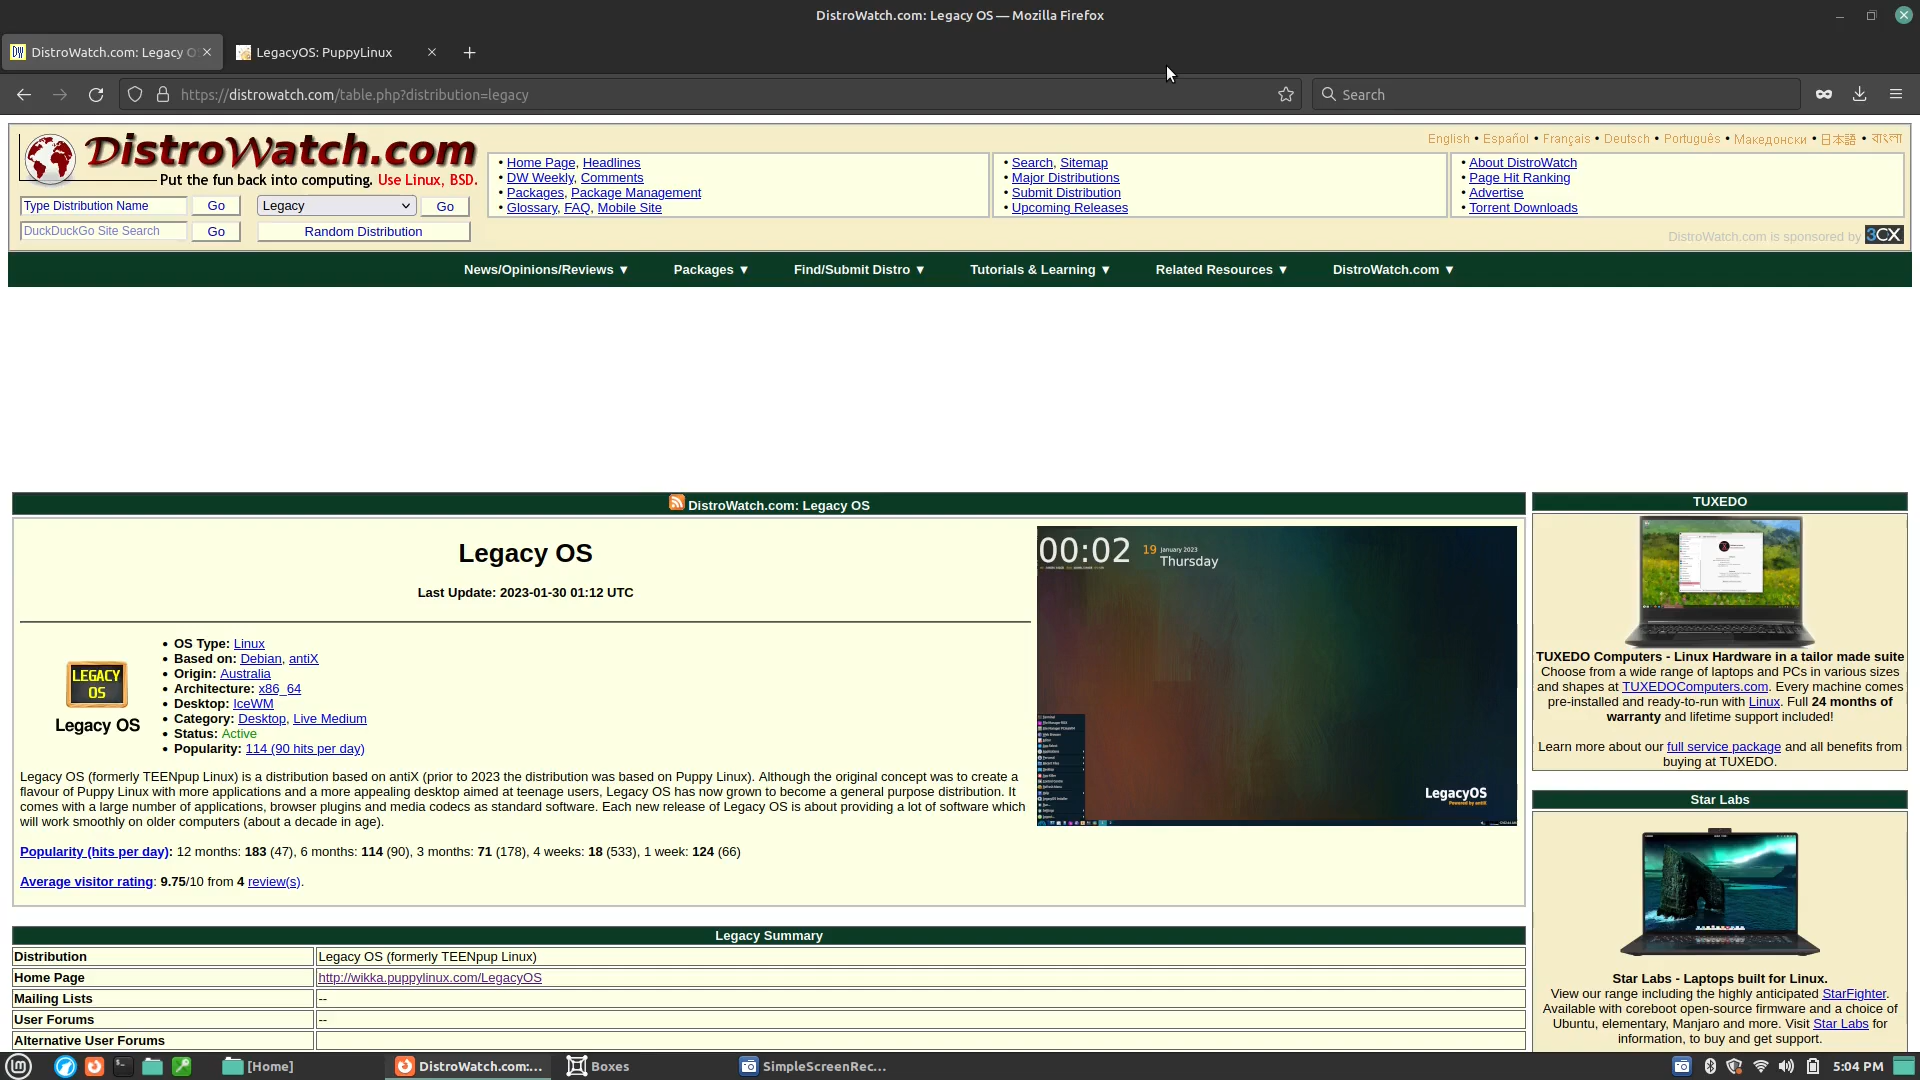 DistroWatch.com: Legacy OS — Mozilla Firefox
DistroWatch.com: Legacy O
LegacyOS: PuppyLinux
https://distrowatch.com/table.php?distribution=legacy
Search
DistroWatch.com
Put the fun back into computing. Use Linux, BSD.
Type Distribution Name
Go
Legacy
Go
DuckDuckGo Site Search
Go
Random Distribution
• Home Page, Headlines
• DW Weekly, Comments
• Packages, Package Management
• Glossary, FAQ, Mobile Site
• Search, Sitemap
• Major Distributions
• Submit Distribution
• Upcoming Releases
English • Español • Français • Deutsch • Português • Македонски • 日本語 • বাংলা
• About DistroWatch
• Page Hit Ranking
• Advertise
• Torrent Downloads
DistroWatch.com is sponsored by 3CX
News/Opinions/Reviews ▼ Packages ▼ Find/Submit Distro ▼ Tutorials & Learning ▼ Related Resources ▼ DistroWatch.com ▼
DistroWatch.com: Legacy OS
Legacy OS
Last Update: 2023-01-30 01:12 UTC
LEGACY
OS
Legacy OS
• OS Type: Linux
• Based on: Debian, antiX
• Origin: Australia
• Architecture: x86_64
• Desktop: IceWM
• Category: Desktop, Live Medium
• Status: Active
• Popularity: 114 (90 hits per day)
Legacy OS (formerly TEENpup Linux) is a distribution based on antiX (prior to 2023 the distribution was based on Puppy Linux). Although the original concept was to create a
flavour of Puppy Linux with more applications and a more appealing desktop aimed at teenage users, Legacy OS has now grown to become a general purpose distribution. It
comes with a large number of applications, browser plugins and media codecs as standard software. Each new release of Legacy OS is about providing a lot of software which
will work smoothly on older computers (about a decade in age).
Popularity (hits per day): 12 months: 183 (47), 6 months: 114 (90), 3 months: 71 (178), 4 weeks: 18 (533), 1 week: 124 (66)
Average visitor rating: 9.75/10 from 4 review(s).
00:02
19 January 2023
Thursday
LegacyOS
Powered by antiX
Legacy Summary
Distribution Legacy OS (formerly TEENpup Linux)
Home Page http://wikka.puppylinux.com/LegacyOS
Mailing Lists --
User Forums --
Alternative User Forums
TUXEDO
TUXEDO Computers - Linux Hardware in a tailor made suite
Choose from a wide range of laptops and PCs in various sizes
and shapes at TUXEDOComputers.com. Every machine comes
pre-installed and ready-to-run with Linux. Full 24 months of
warranty and lifetime support included!
Learn more about our full service package and all benefits from
buying at TUXEDO.
Star Labs
Star Labs - Laptops built for Linux.
View our range including the highly anticipated StarFighter.
Available with coreboot open-source firmware and a choice of
Ubuntu, elementary, Manjaro and more. Visit Star Labs for
information, to buy and get support.
[Home]
DistroWatch.com:...
Boxes
SimpleScreenRec...
5:04 PM